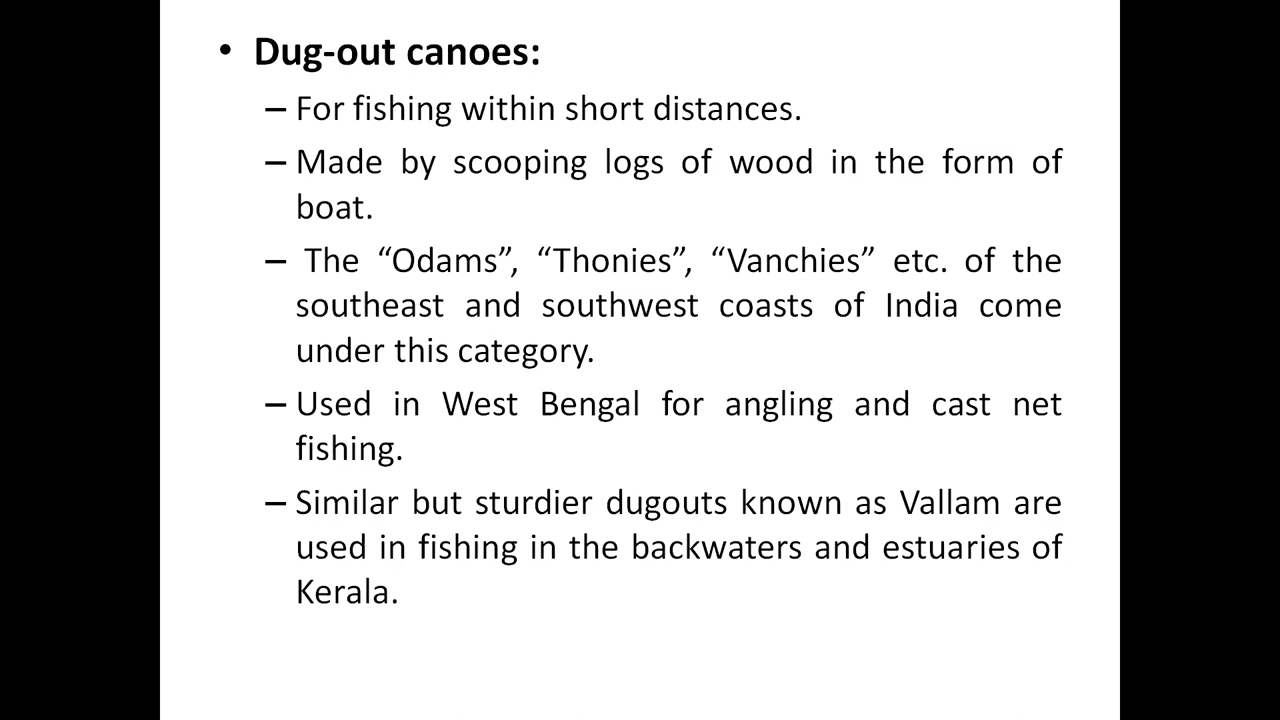 • Dug-out canoes:
– For fishing within short distances.
– Made by scooping logs of wood in the form of
boat.
– The “Odams”, “Thonies”, “Vanchies” etc. of the
southeast and southwest coasts of India come
under this category.
– Used in West Bengal for angling and cast net
fishing.
– Similar but sturdier dugouts known as Vallam are
used in fishing in the backwaters and estuaries of
Kerala.